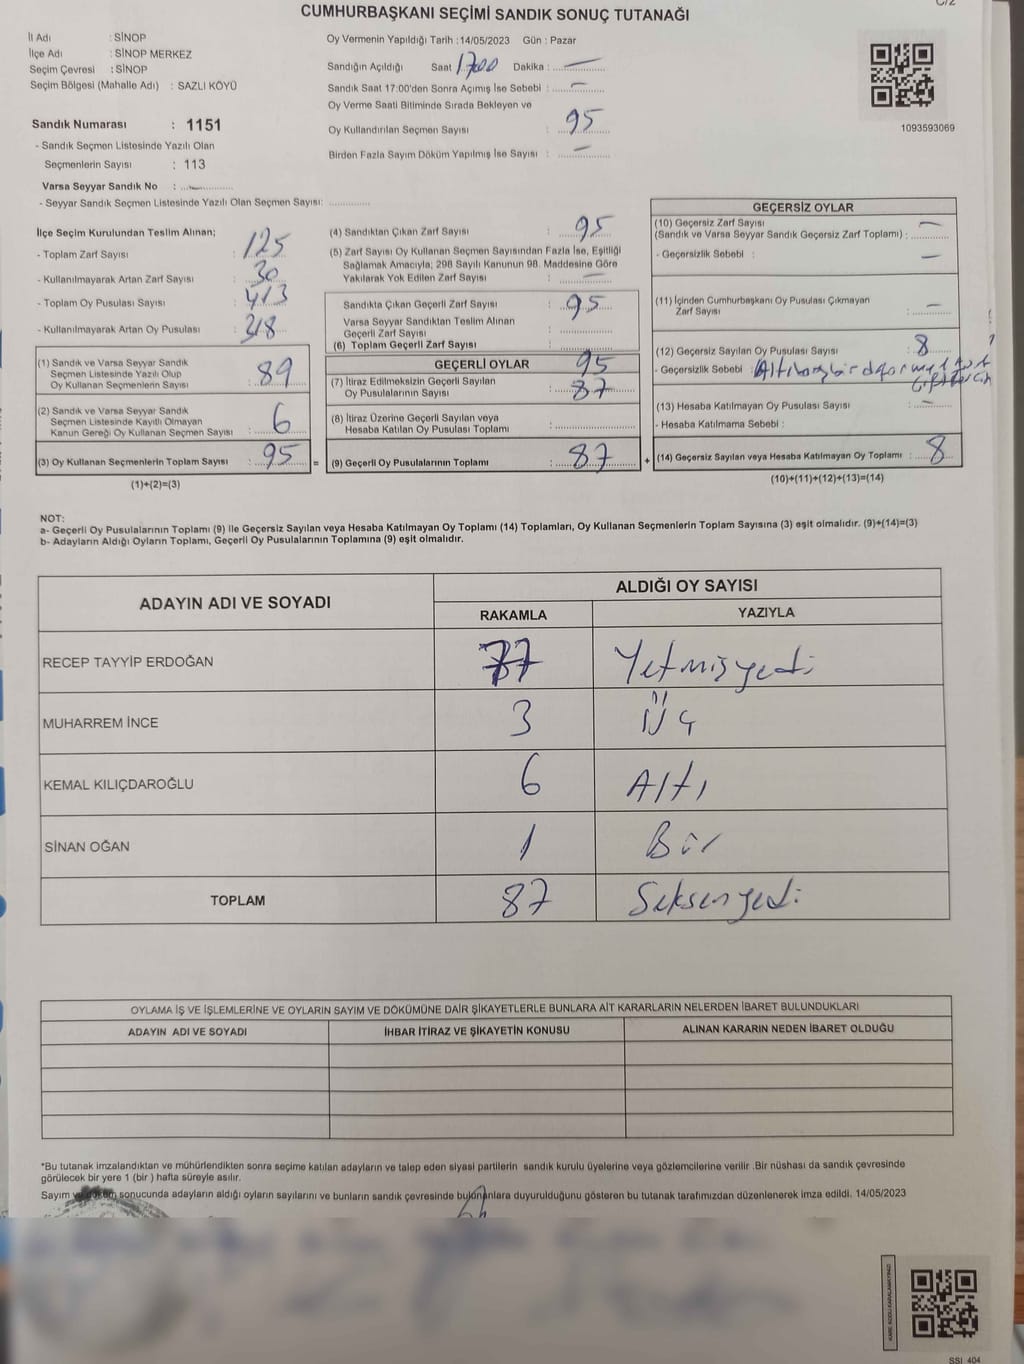 C/2
CUMHURBAŞKANI SEÇİMİ SANDIK SONUÇ TUTANAĞI
İl Adı : SİNOP
İlçe Adı : SİNOP MERKEZ
Seçim Çevresi : SİNOP
Seçim Bölgesi (Mahalle Adı) : SAZLI KÖYÜ
Sandık Numarası : 1151
- Sandık Seçmen Listesinde Yazılı Olan
Seçmenlerin Sayısı : 113
Varsa Seyyar Sandık No :
- Seyyar Sandık Seçmen Listesinde Yazılı Olan Seçmen Sayısı:
Oy Vermenin Yapıldığı Tarih :14/05/2023 Gün : Pazar
Sandığın Açıldığı Saat 1700 Dakika : —
Sandık Saat 17:00'den Sonra Açımış İse Sebebi : —
Oy Verme Saati Bitiminde Sırada Bekleyen ve
Oy Kullandırılan Seçmen Sayısı : 95
Birden Fazla Sayım Döküm Yapılmış İse Sayısı : —
1093593069
İlçe Seçim Kurulundan Teslim Alınan;
- Toplam Zarf Sayısı : 125
- Kullanılmayarak Artan Zarf Sayısı : 30
- Toplam Oy Pusulası Sayısı : 413
- Kullanılmayarak Artan Oy Pusulası : 318
(1) Sandık ve Varsa Seyyar Sandık
Seçmen Listesinde Yazılı Olup
Oy Kullanan Seçmenlerin Sayısı : 89
(2) Sandık ve Varsa Seyyar Sandık
Seçmen Listesinde Kayıtlı Olmayan
Kanun Gereği Oy Kullanan Seçmen Sayısı : 6
(3) Oy Kullanan Seçmenlerin Toplam Sayısı : 95 =
(1)+(2)=(3)
(4) Sandıktan Çıkan Zarf Sayısı : 95
(5) Zarf Sayısı Oy Kullanan Seçmen Sayısından Fazla İse, Eşitliği
Sağlamak Amacıyla; 298 Sayılı Kanunun 98. Maddesine Göre
Yakılarak Yok Edilen Zarf Sayısı : —
Sandıkta Çıkan Geçerli Zarf Sayısı : 95
Varsa Seyyar Sandıktan Teslim Alınan
Geçerli Zarf Sayısı :
(6) Toplam Geçerli Zarf Sayısı :
GEÇERLİ OYLAR 95
(7) İtiraz Edilmeksizin Geçerli Sayılan
Oy Pusulalarının Sayısı : 87
(8) İtiraz Üzerine Geçerli Sayılan veya
Hesaba Katılan Oy Pusulası Toplamı :
(9) Geçerli Oy Pusulalarının Toplamı : 87 +
GEÇERSİZ OYLAR
(10) Geçersiz Zarf Sayısı —
(Sandık ve Varsa Seyyar Sandık Geçersiz Zarf Toplamı) :
- Geçersizlik Sebebi : —
(11) İçinden Cumhurbaşkanı Oy Pusulası Çıkmayan
Zarf Sayısı : —
(12) Geçersiz Sayılan Oy Pusulası Sayısı : 8
- Geçersizlik Sebebi :
(13) Hesaba Katılmayan Oy Pusulası Sayısı : —
- Hesaba Katılmama Sebebi :
(14) Geçersiz Sayılan veya Hesaba Katılmayan Oy Toplamı : 8
(10)+(11)+(12)+(13)=(14)
NOT:
a- Geçerli Oy Pusulalarının Toplamı (9) ile Geçersiz Sayılan veya Hesaba Katılmayan Oy Toplamı (14) Toplamları, Oy Kullanan Seçmenlerin Toplam Sayısına (3) eşit olmalıdır. (9)+(14)=(3)
b- Adayların Aldığı Oyların Toplamı, Geçerli Oy Pusulalarının Toplamına (9) eşit olmalıdır.
ADAYIN ADI VE SOYADI
ALDIĞI OY SAYISI
RAKAMLA YAZIYLA
RECEP TAYYİP ERDOĞAN 77 Yetmişyedi
MUHARREM İNCE 3 Üç
KEMAL KILIÇDAROĞLU 6 Altı
SİNAN OĞAN 1 Bir
TOPLAM 87 Seksenyedi
OYLAMA İŞ VE İŞLEMLERİNE VE OYLARIN SAYIM VE DÖKÜMÜNE DAİR ŞİKAYETLERLE BUNLARA AİT KARARLARIN NELERDEN İBARET BULUNDUKLARI
ADAYIN ADI VE SOYADI İHBAR İTİRAZ VE ŞİKAYETİN KONUSU ALINAN KARARIN NEDEN İBARET OLDUĞU
*Bu tutanak imzalandıktan ve mühürlendikten sonra seçime katılan adayların ve talep eden siyasi partilerin sandık kurulu üyelerine veya gözlemcilerine verilir .Bir nüshası da sandık çevresinde
görülecek bir yere 1 (bir ) hafta süreyle asılır.
Sayım ve döküm sonucunda adayların aldığı oyların sayılarını ve bunların sandık çevresinde bulunanlara duyurulduğunu gösteren bu tutanak tarafımızdan düzenlenerek imza edildi. 14/05/2023
KARE KODU KARALAMAYINIZ!
SSI 404